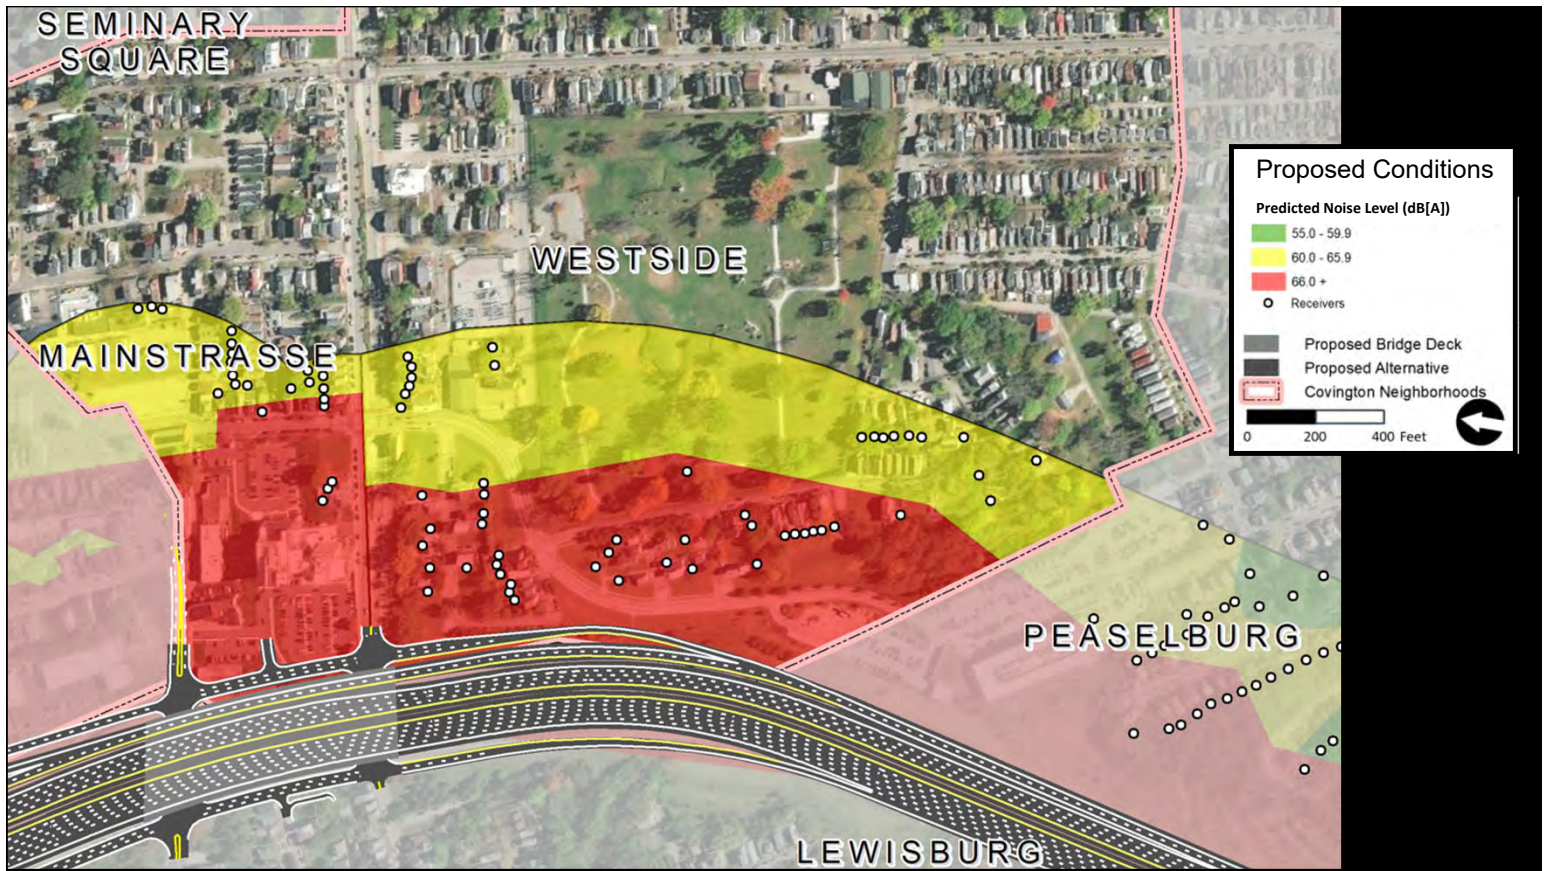 SEMINARY
SQUARE
WESTSIDE
MAINSTRASSE
PEASELBURG
LEWISBURG
Proposed Conditions
Predicted Noise Level (dB[A])
55.0 - 59.9
60.0 - 65.9
66.0 +
Receivers
Proposed Bridge Deck
Proposed Alternative
Covington Neighborhoods
0 200 400 Feet